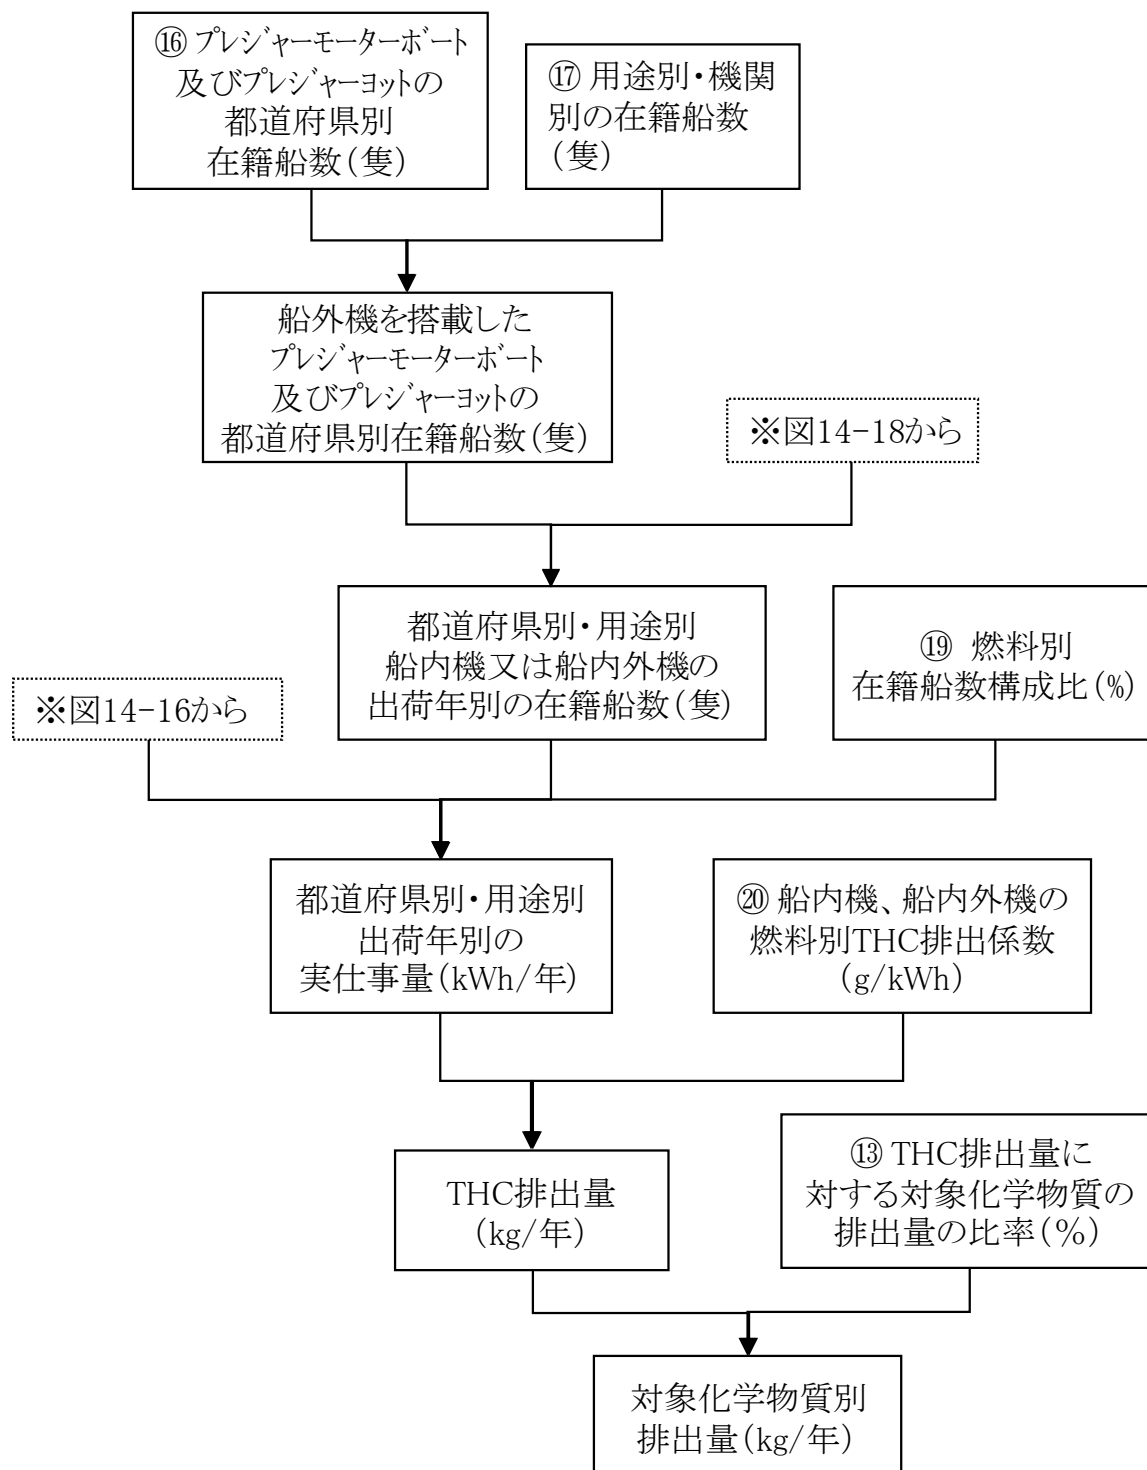 ⑯ プレジャーモーターボート
及びプレジャーヨットの
都道府県別
在籍船数(隻)
⑰ 用途別・機関
別の在籍船数
(隻)
船外機を搭載した
プレジャーモーターボート
及びプレジャーヨットの
都道府県別在籍船数(隻)
※図14-18から
都道府県別・用途別
船内機又は船内外機の
出荷年別の在籍船数(隻)
⑲ 燃料別
在籍船数構成比(%)
※図14-16から
都道府県別・用途別
出荷年別の
実仕事量(kWh/年)
⑳ 船内機、船内外機の
燃料別THC排出係数
(g/kWh)
THC排出量
(kg/年)
⑬ THC排出量に
対する対象化学物質の
排出量の比率(%)
対象化学物質別
排出量(kg/年)